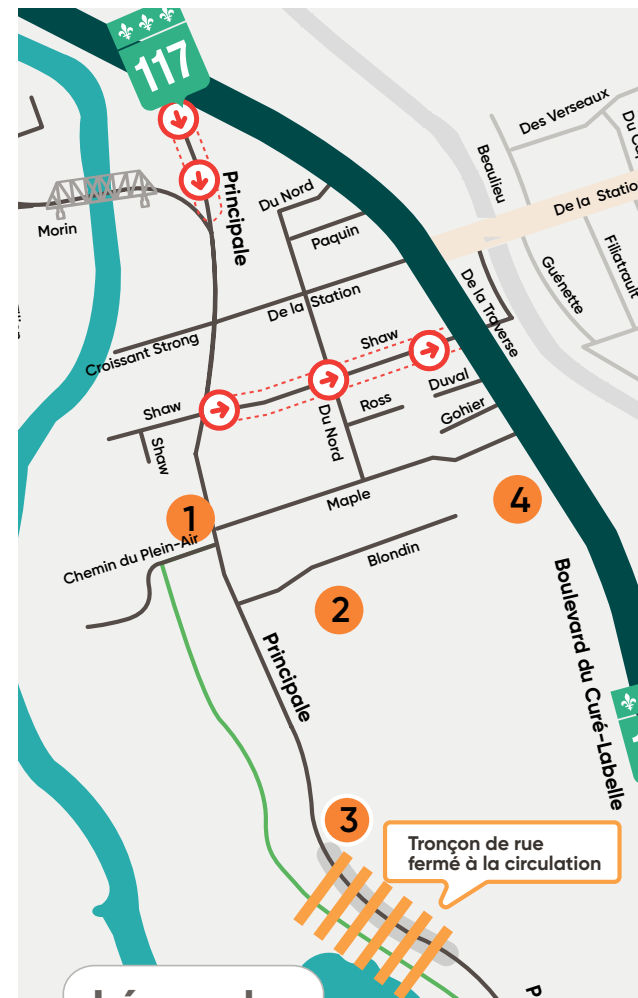 117
Des Verseaux
Beaulieu
De la Statio
Principale
Du Nord
Morin
Paquin
Guénette
Filiatrault
De la Station
De la Traverse
Croissant Strong
Shaw
Duval
Shaw
Ross
Gohier
Shaw
Du Nord
1
Maple
4
Chemin du Plein-Air
Blondin
2
Principale
Boulevard du Curé-Labelle
3
Tronçon de rue
fermé à la circulation